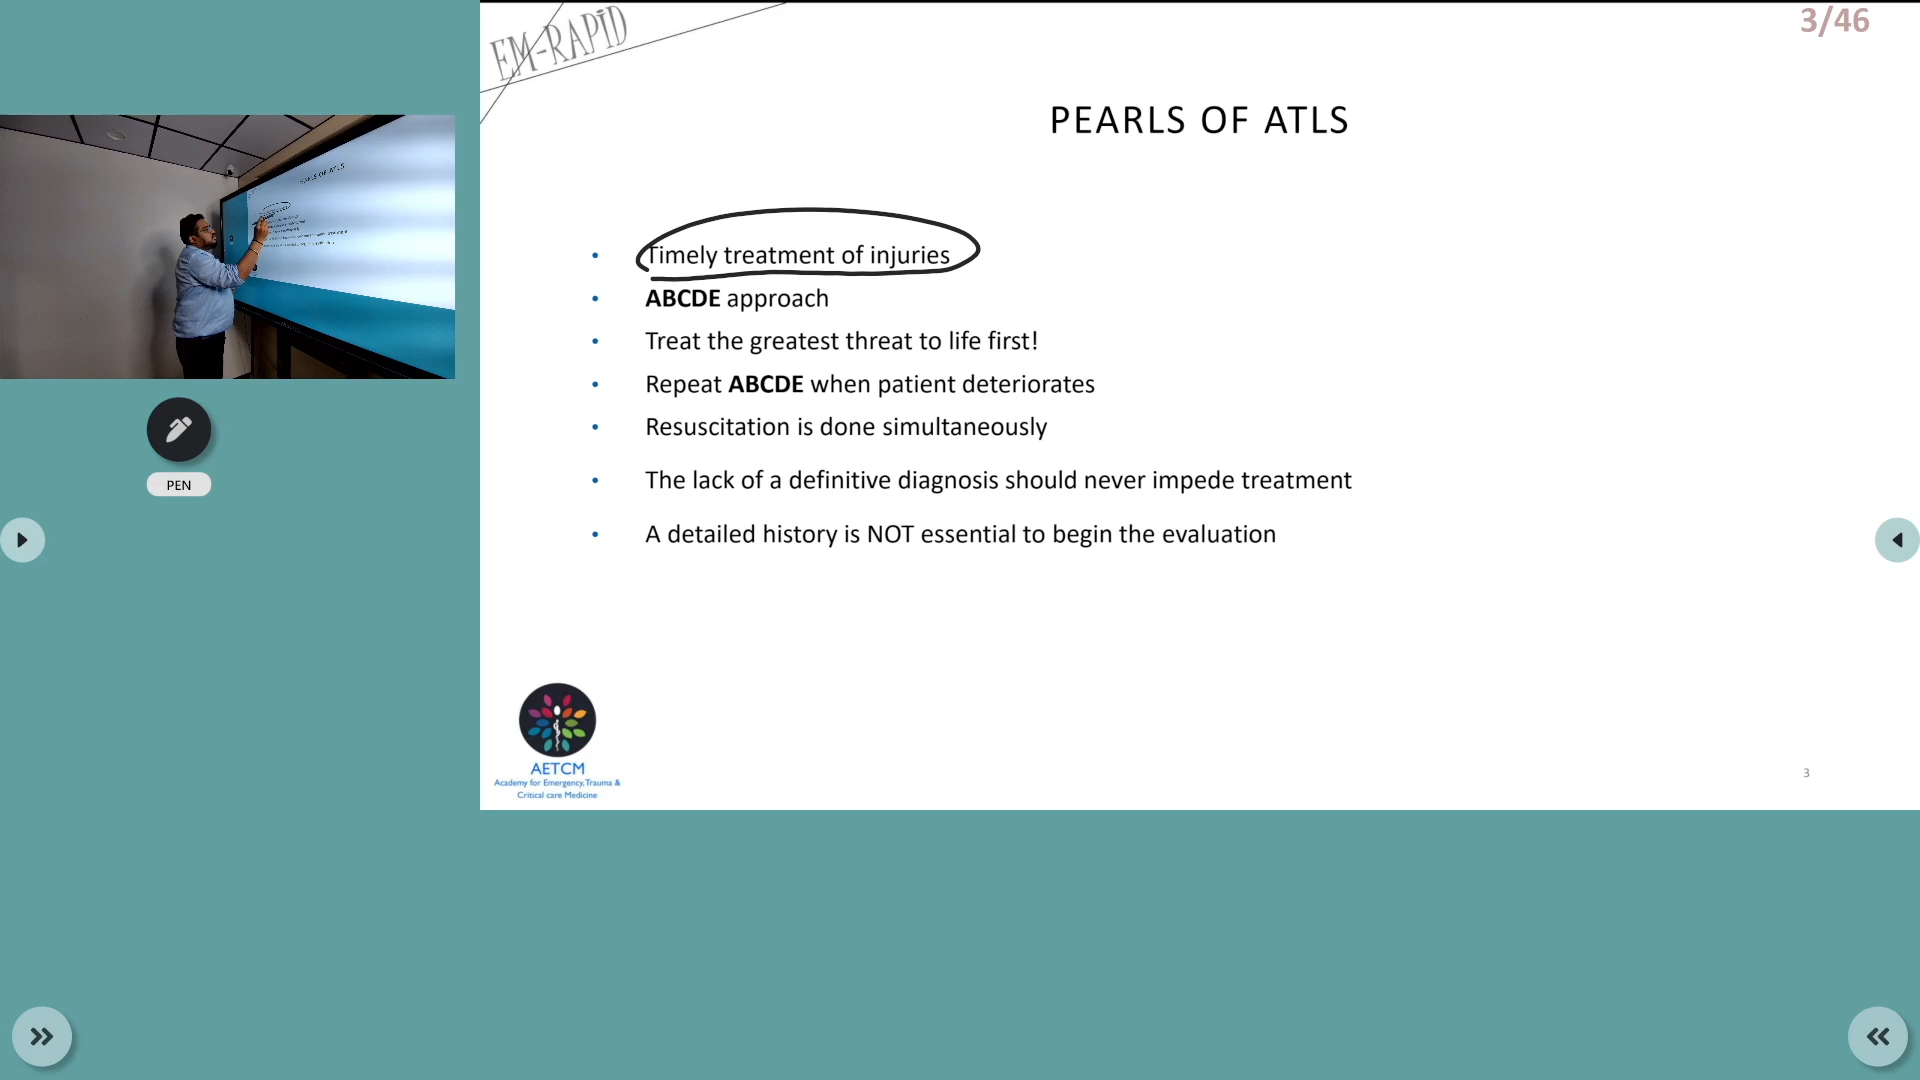 EM-RAPiD
3/46
PEARLS OF ATLS
• Timely treatment of injuries
• ABCDE approach
• Treat the greatest threat to life first!
• Repeat ABCDE when patient deteriorates
• Resuscitation is done simultaneously
• The lack of a definitive diagnosis should never impede treatment
• A detailed history is NOT essential to begin the evaluation
PEARLS OF ATLS
PEN
AETCM
Academy for Emergency, Trauma &
Critical care Medicine
3